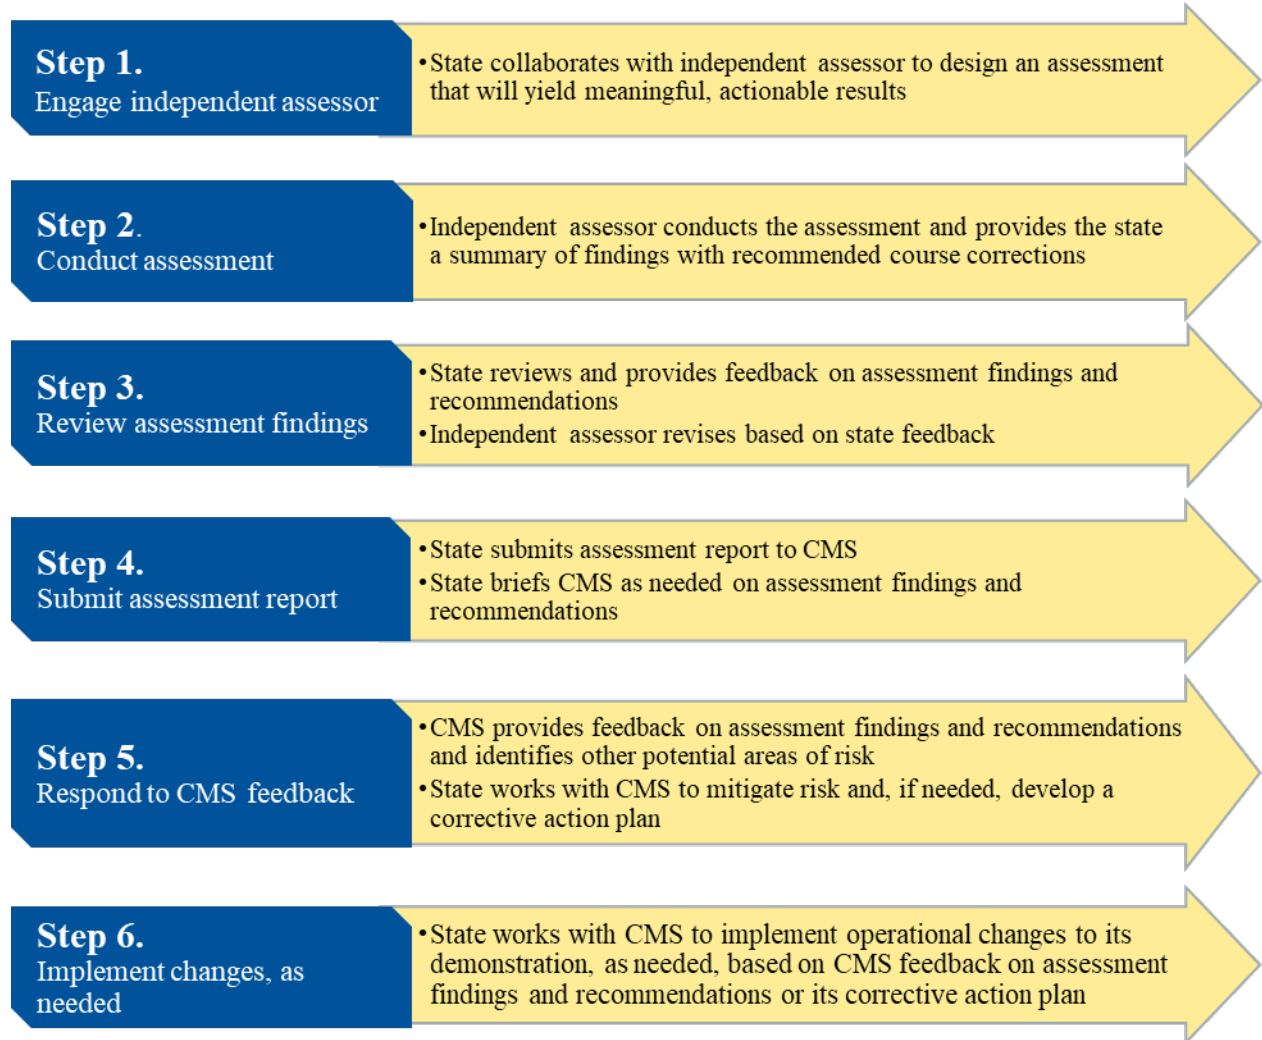 Step 1.
Engage independent assessor
•State collaborates with independent assessor to design an assessment
that will yield meaningful, actionable results
Step 2.
Conduct assessment
•Independent assessor conducts the assessment and provides the state
a summary of findings with recommended course corrections
Step 3.
Review assessment findings
•State reviews and provides feedback on assessment findings and
recommendations
•Independent assessor revises based on state feedback
Step 4.
Submit assessment report
•State submits assessment report to CMS
•State briefs CMS as needed on assessment findings and
recommendations
Step 5.
Respond to CMS feedback
•CMS provides feedback on assessment findings and recommendations
and identifies other potential areas of risk
•State works with CMS to mitigate risk and, if needed, develop a
corrective action plan
Step 6.
Implement changes, as
needed
•State works with CMS to implement operational changes to its
demonstration, as needed, based on CMS feedback on assessment
findings and recommendations or its corrective action plan